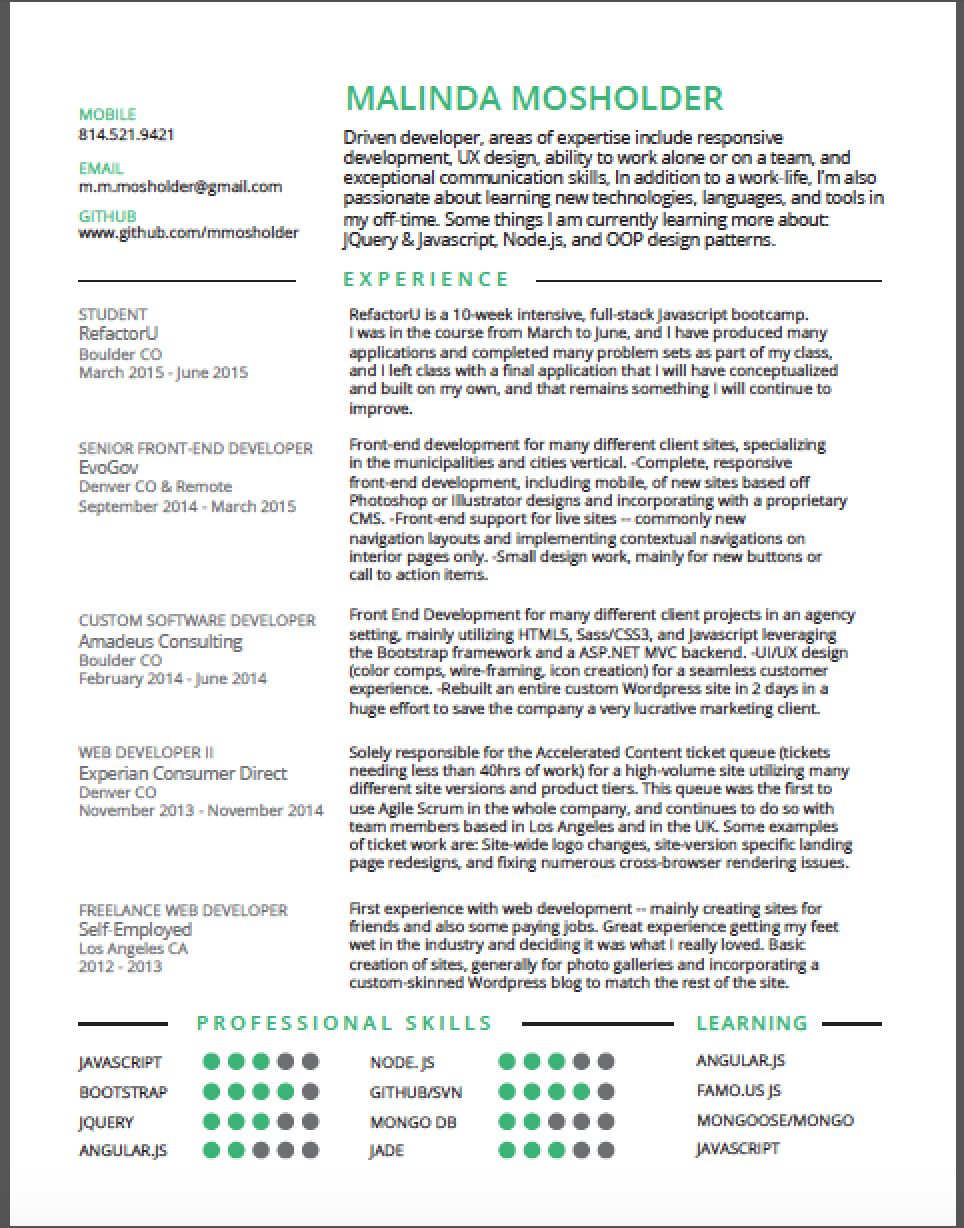 MALINDA MOSHOLDER
MOBILE
814.521.9421
EMAIL
m.m.mosholder@gmail.com
GITHUB
www.github.com/mmosholder
Driven developer, areas of expertise include responsive
development, UX design, ability to work alone or on a team, and
exceptional communication skills, In addition to a work-life, I'm also
passionate about learning new technologies, languages, and tools in
my off-time. Some things I am currently learning more about:
JQuery & Javascript, Node.js, and OOP design patterns.
EXPERIENCE
STUDENT
RefactorU
Boulder CO
March 2015 - June 2015
RefactorU is a 10-week intensive, full-stack Javascript bootcamp.
I was in the course from March to June, and I have produced many
applications and completed many problem sets as part of my class,
and I left class with a final application that I will have conceptualized
and built on my own, and that remains something I will continue to
improve.
SENIOR FRONT-END DEVELOPER
EvoGov
Denver CO & Remote
September 2014 - March 2015
Front-end development for many different client sites, specializing
in the municipalities and cities vertical. -Complete, responsive
front-end development, including mobile, of new sites based off
Photoshop or Illustrator designs and incorporating with a proprietary
CMS. -Front-end support for live sites -- commonly new
navigation layouts and implementing contextual navigations on
interior pages only. -Small design work, mainly for new buttons or
call to action items.
CUSTOM SOFTWARE DEVELOPER
Amadeus Consulting
Boulder CO
February 2014 - June 2014
Front End Development for many different client projects in an agency
setting, mainly utilizing HTML5, Sass/CSS3, and Javascript leveraging
the Bootstrap framework and a ASP.NET MVC backend. -UI/UX design
(color comps, wire-framing, icon creation) for a seamless customer
experience. -Rebuilt an entire custom Wordpress site in 2 days in a
huge effort to save the company a very lucrative marketing client.
WEB DEVELOPER II
Experian Consumer Direct
Denver CO
November 2013 - November 2014
Solely responsible for the Accelerated Content ticket queue (tickets
needing less than 40hrs of work) for a high-volume site utilizing many
different site versions and product tiers. This queue was the first to
use Agile Scrum in the whole company, and continues to do so with
team members based in Los Angeles and in the UK. Some examples
of ticket work are: Site-wide logo changes, site-version specific landing
page redesigns, and fixing numerous cross-browser rendering issues.
FREELANCE WEB DEVELOPER
Self-Employed
Los Angeles CA
2012 - 2013
First experience with web development -- mainly creating sites for
friends and also some paying jobs. Great experience getting my feet
wet in the industry and deciding it was what I really loved. Basic
creation of sites, generally for photo galleries and incorporating a
custom-skinned Wordpress blog to match the rest of the site.
PROFESSIONAL SKILLS
JAVASCRIPT
BOOTSTRAP
JQUERY
ANGULAR.JS
NODE. JS
GITHUB/SVN
MONGO DB
JADE
LEARNING
ANGULAR.JS
FAMO.US JS
MONGOOSE/MONGO
JAVASCRIPT